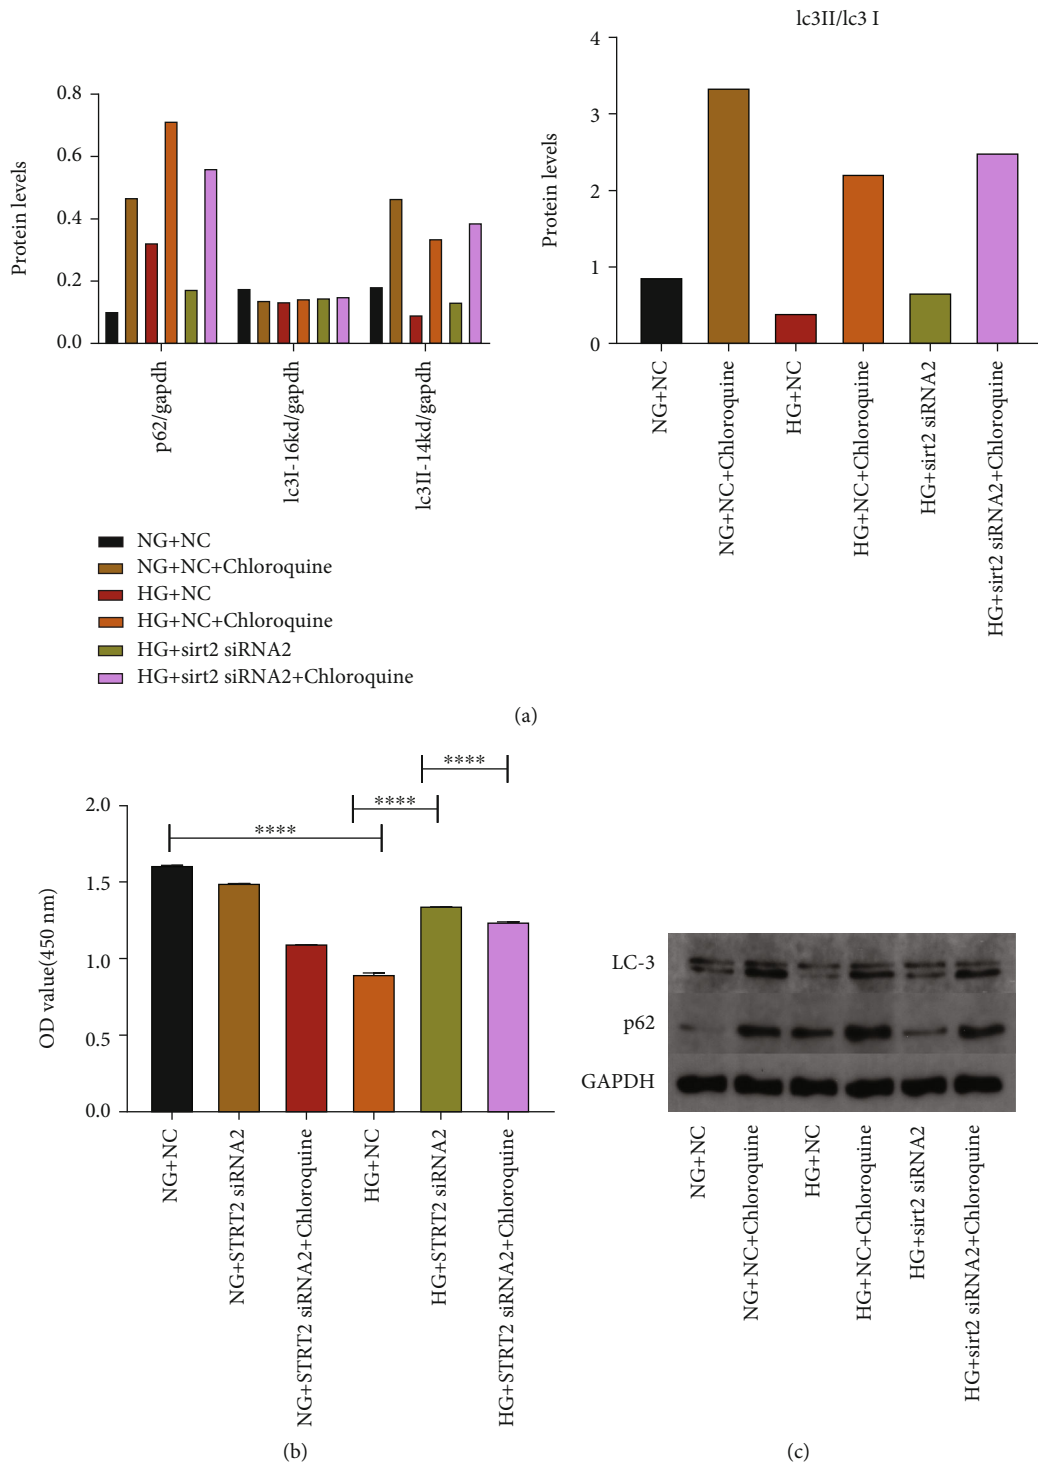 lc3II/lc3 I
Protein levels
0.8
0.6
0.4
0.2
0.0
p62/gapdh
lc3I-16kd/gapdh
lc3II-14kd/gapdh
NG+NC
NG+NC+Chloroquine
HG+NC
HG+NC+Chloroquine
HG+sirt2 siRNA2
HG+sirt2 siRNA2+Chloroquine
Protein levels
4
3
2
1
0
NG+NC
NG+NC+Chloroquine
HG+NC
HG+NC+Chloroquine
HG+sirt2 siRNA2
HG+sirt2 siRNA2+Chloroquine
(a)
OD value(450 nm)
2.0
1.5
1.0
0.5
0.0
****
****
****
NG+NC
NG+STRT2 siRNA2
NG+STRT2 siRNA2+Chloroquine
HG+NC
HG+STRT2 siRNA2
HG+STRT2 siRNA2+Chloroquine
(b)
LC-3
p62
GAPDH
NG+NC
NG+NC+Chloroquine
HG+NC
HG+NC+Chloroquine
HG+sirt2 siRNA2
HG+sirt2 siRNA2+Chloroquine
(c)